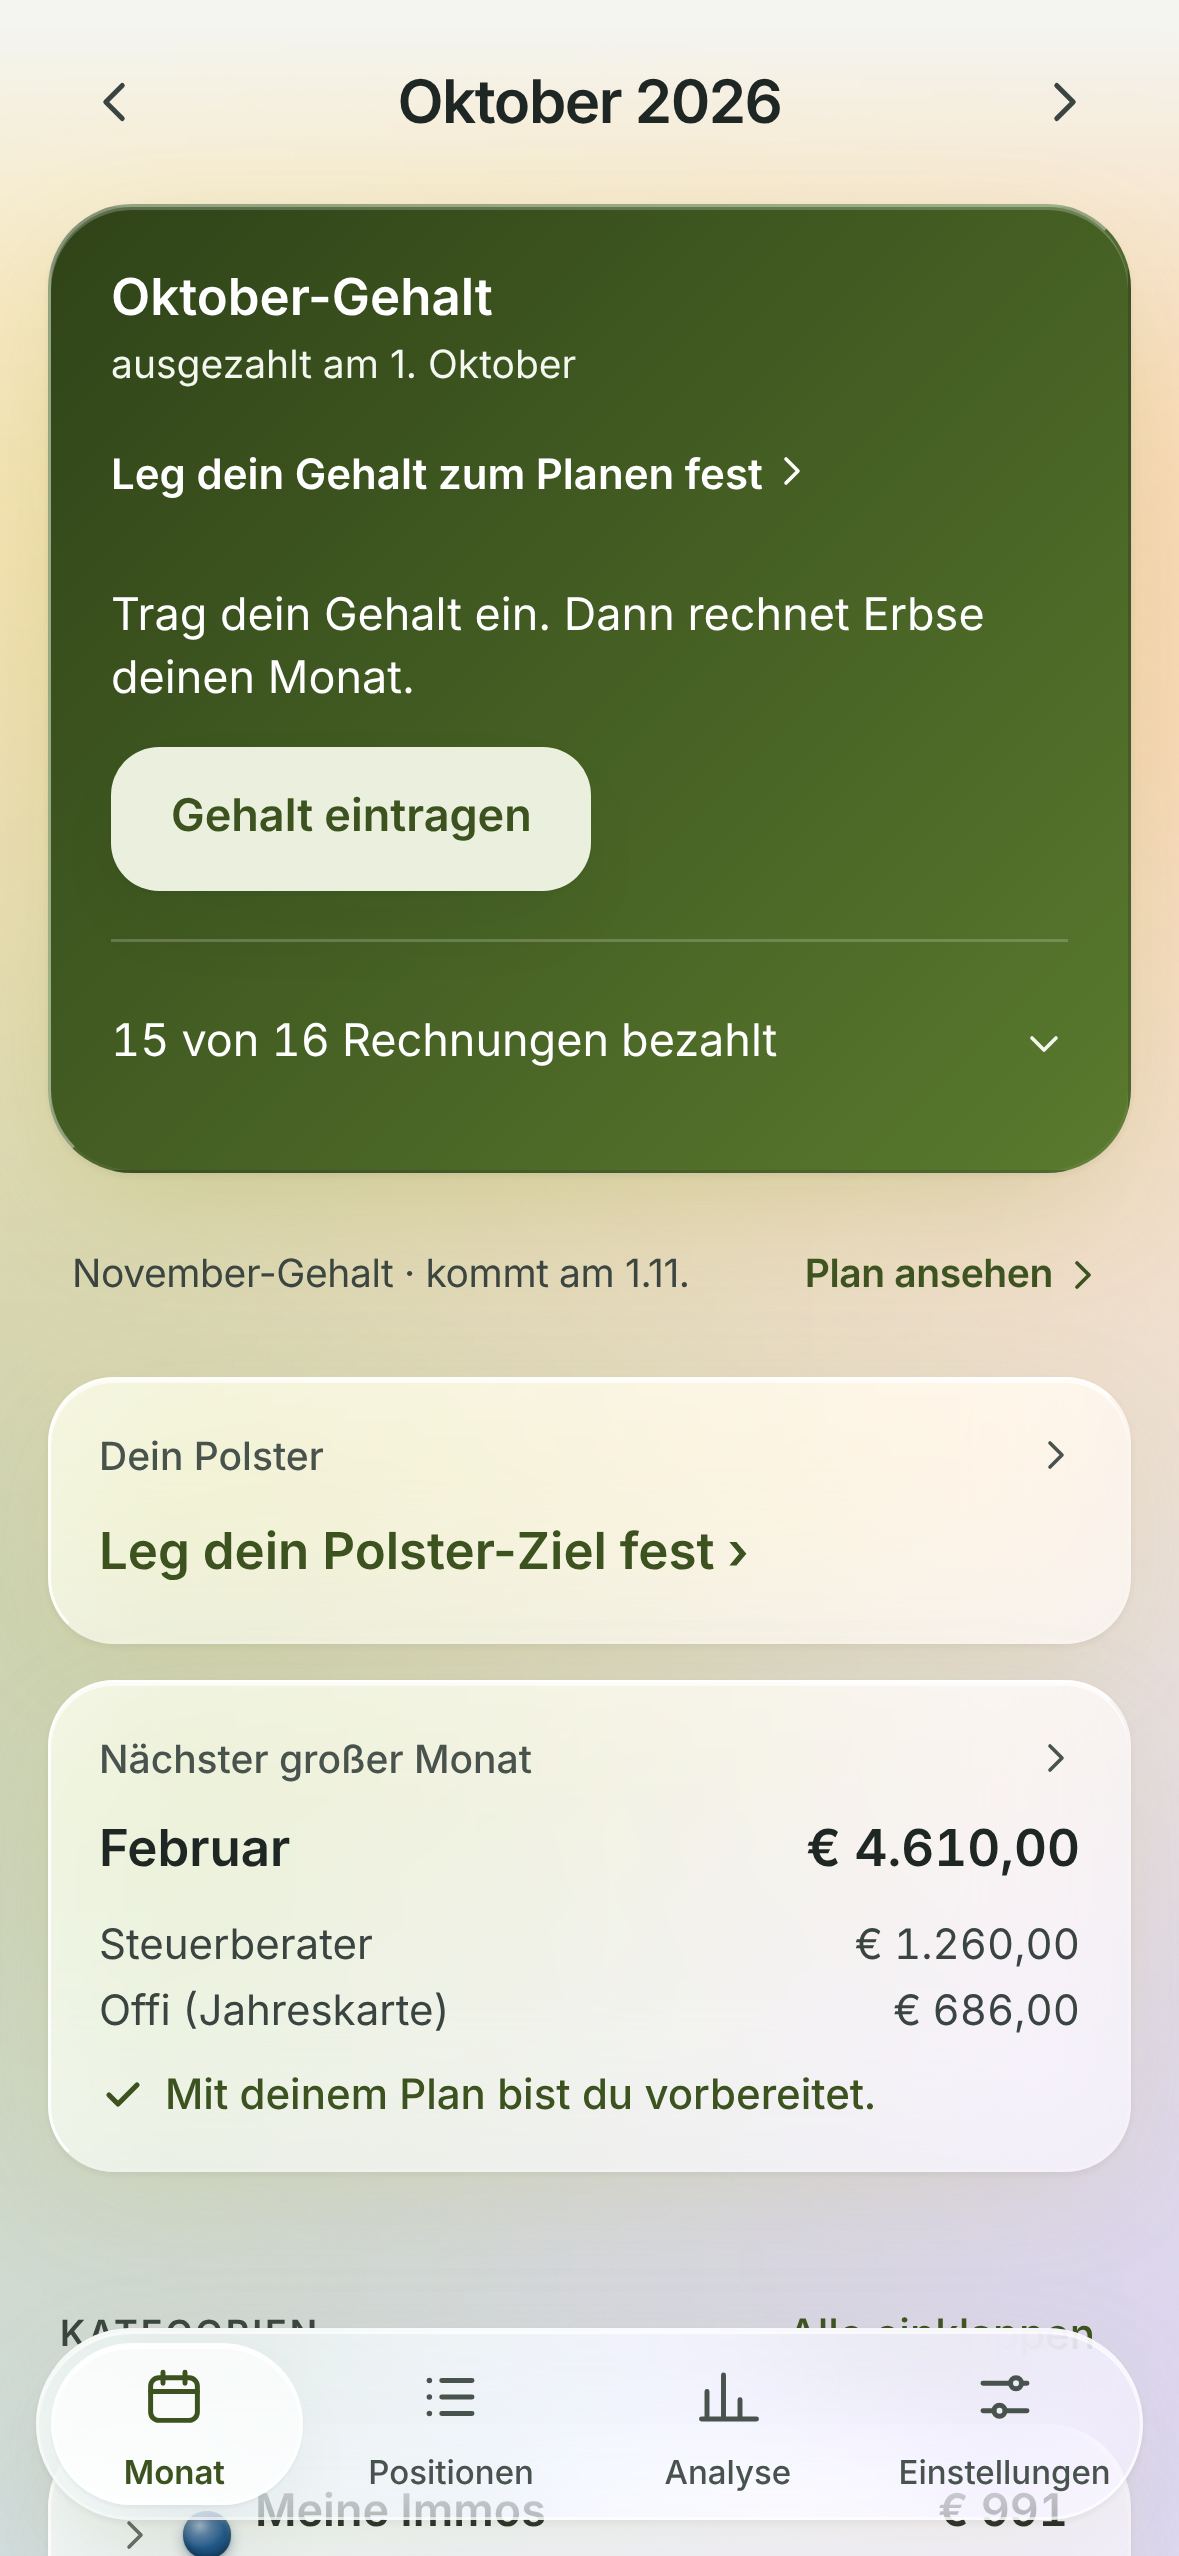 Oktober 2026
Oktober-Gehalt
ausgezahlt am 1. Oktober
Leg dein Gehalt zum Planen fest
Trag dein Gehalt ein. Dann rechnet Erbse
deinen Monat.
Gehalt eintragen
15 von 16 Rechnungen bezahlt
November-Gehalt · kommt am 1.11. Plan ansehen
Dein Polster
Leg dein Polster-Ziel fest ›
Nächster großer Monat
Februar € 4.610,00
Steuerberater € 1.260,00
Offi (Jahreskarte) € 686,00
Mit deinem Plan bist du vorbereitet.
KATEGORIEN Alle einklappen
Monat Positionen Analyse Einstellungen
Meine Immos € 991